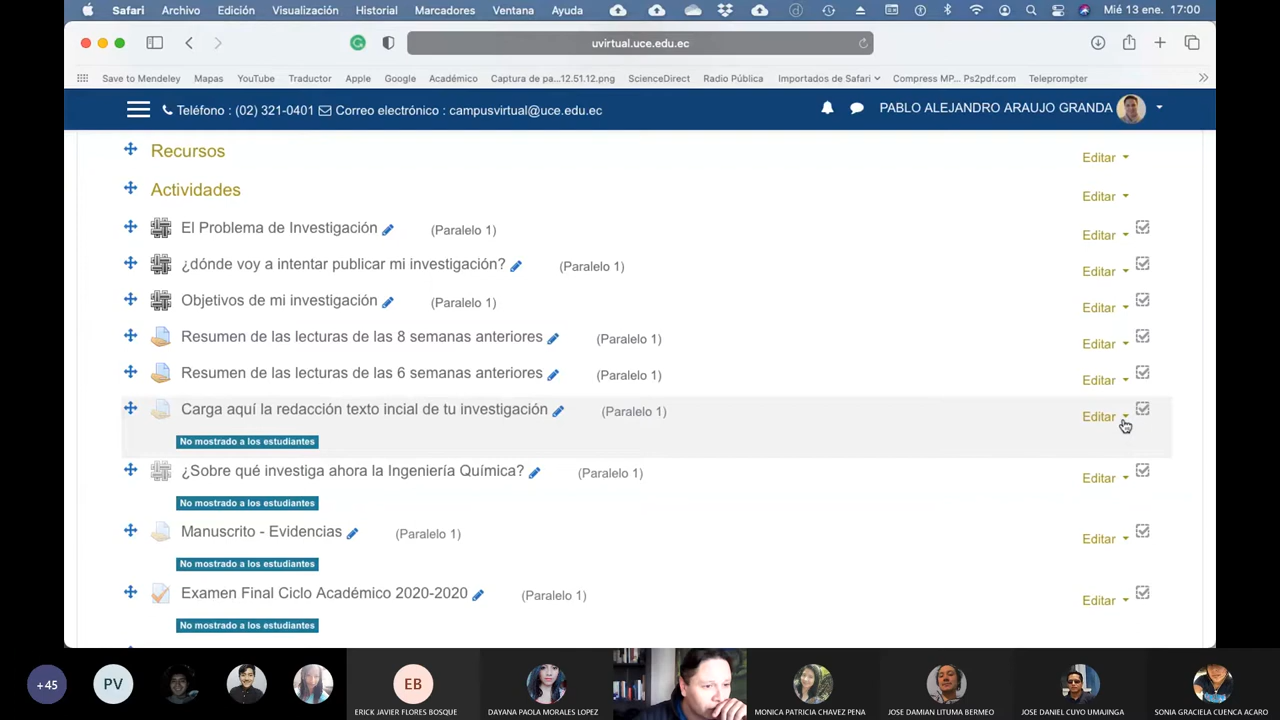 Safari Archivo Edición Visualización Historial Marcadores Ventana Ayuda Mié 13 ene. 17:00
uvirtual.uce.edu.ec
Save to Mendeley Mapas YouTube Traductor Apple Google Académico Captura de pa...12.51.12.png ScienceDirect Radio Pública Importados de Safari Compress MP... Ps2pdf.com Teleprompter
Teléfono : (02) 321-0401 Correo electrónico : campusvirtual@uce.edu.ec PABLO ALEJANDRO ARAUJO GRANDA
Recursos Editar
Actividades Editar
El Problema de Investigación (Paralelo 1) Editar
¿dónde voy a intentar publicar mi investigación? (Paralelo 1) Editar
Objetivos de mi investigación (Paralelo 1) Editar
Resumen de las lecturas de las 8 semanas anteriores (Paralelo 1) Editar
Resumen de las lecturas de las 6 semanas anteriores (Paralelo 1) Editar
Carga aquí la redacción texto incial de tu investigación (Paralelo 1) Editar
No mostrado a los estudiantes
¿Sobre qué investiga ahora la Ingeniería Química? (Paralelo 1) Editar
No mostrado a los estudiantes
Manuscrito - Evidencias (Paralelo 1) Editar
No mostrado a los estudiantes
Examen Final Ciclo Académico 2020-2020 (Paralelo 1) Editar
No mostrado a los estudiantes
+45 PV EB
ERICK JAVIER FLORES BOSQUE DAYANA PAOLA MORALES LOPEZ MONICA PATRICIA CHAVEZ PENA JOSE DAMIAN LITUMA BERMEO JOSE DANIEL CUYO UMAJINGA SONIA GRACIELA CUENCA ACARO